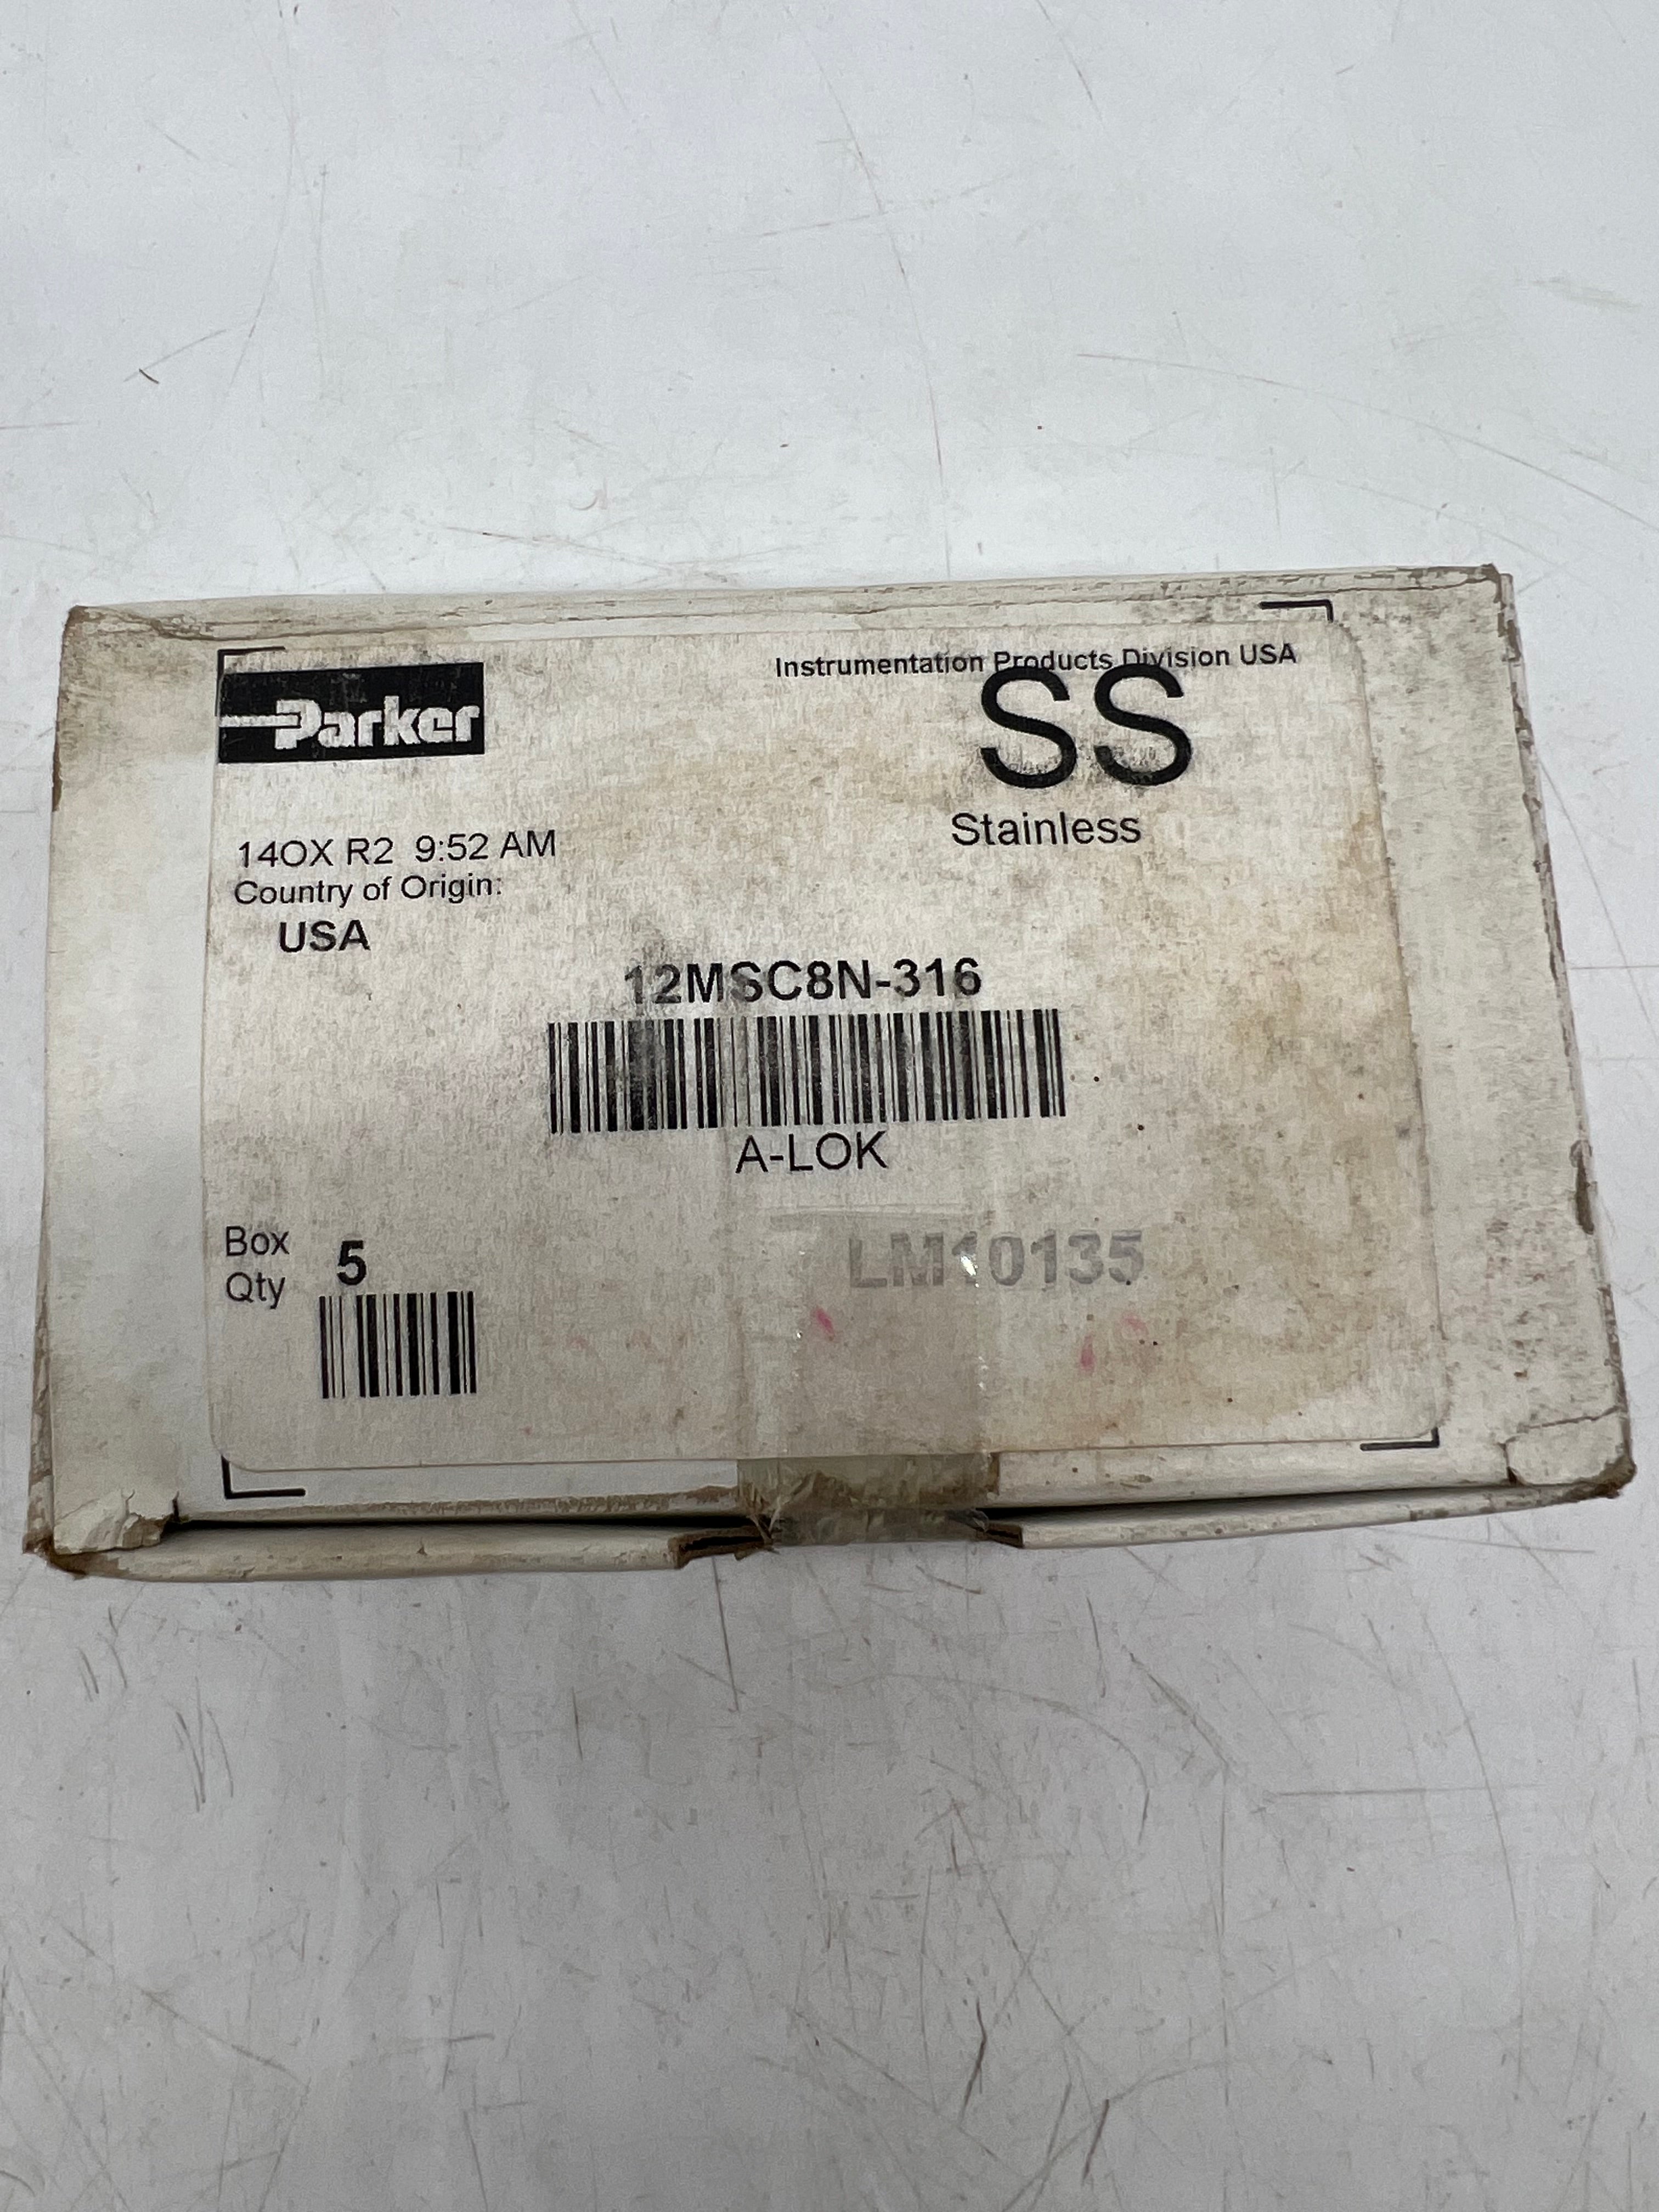 Parker
Instrumentation Products Division USA
SS
Stainless
14OX R2 9:52 AM
Country of Origin:
USA
12MSC8N-316
A-LOK
Box
Qty
5
LM10135